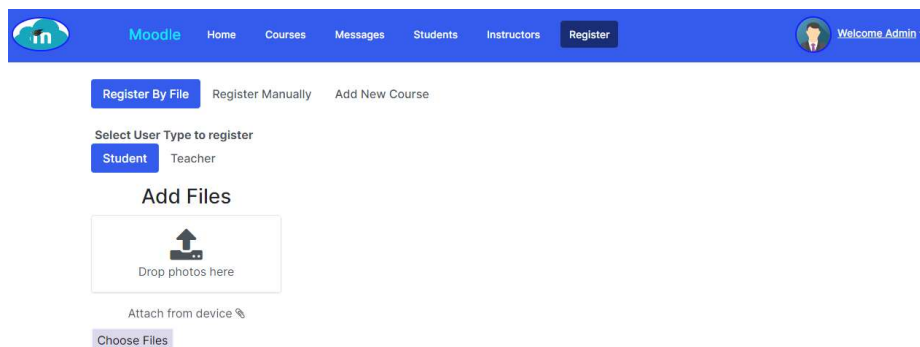 m Moodle Home Courses Messages Students Instructors Register Welcome Admin
Register By File Register Manually Add New Course
Select User Type to register
Student Teacher
Add Files
Drop photos here
Attach from device
Choose Files